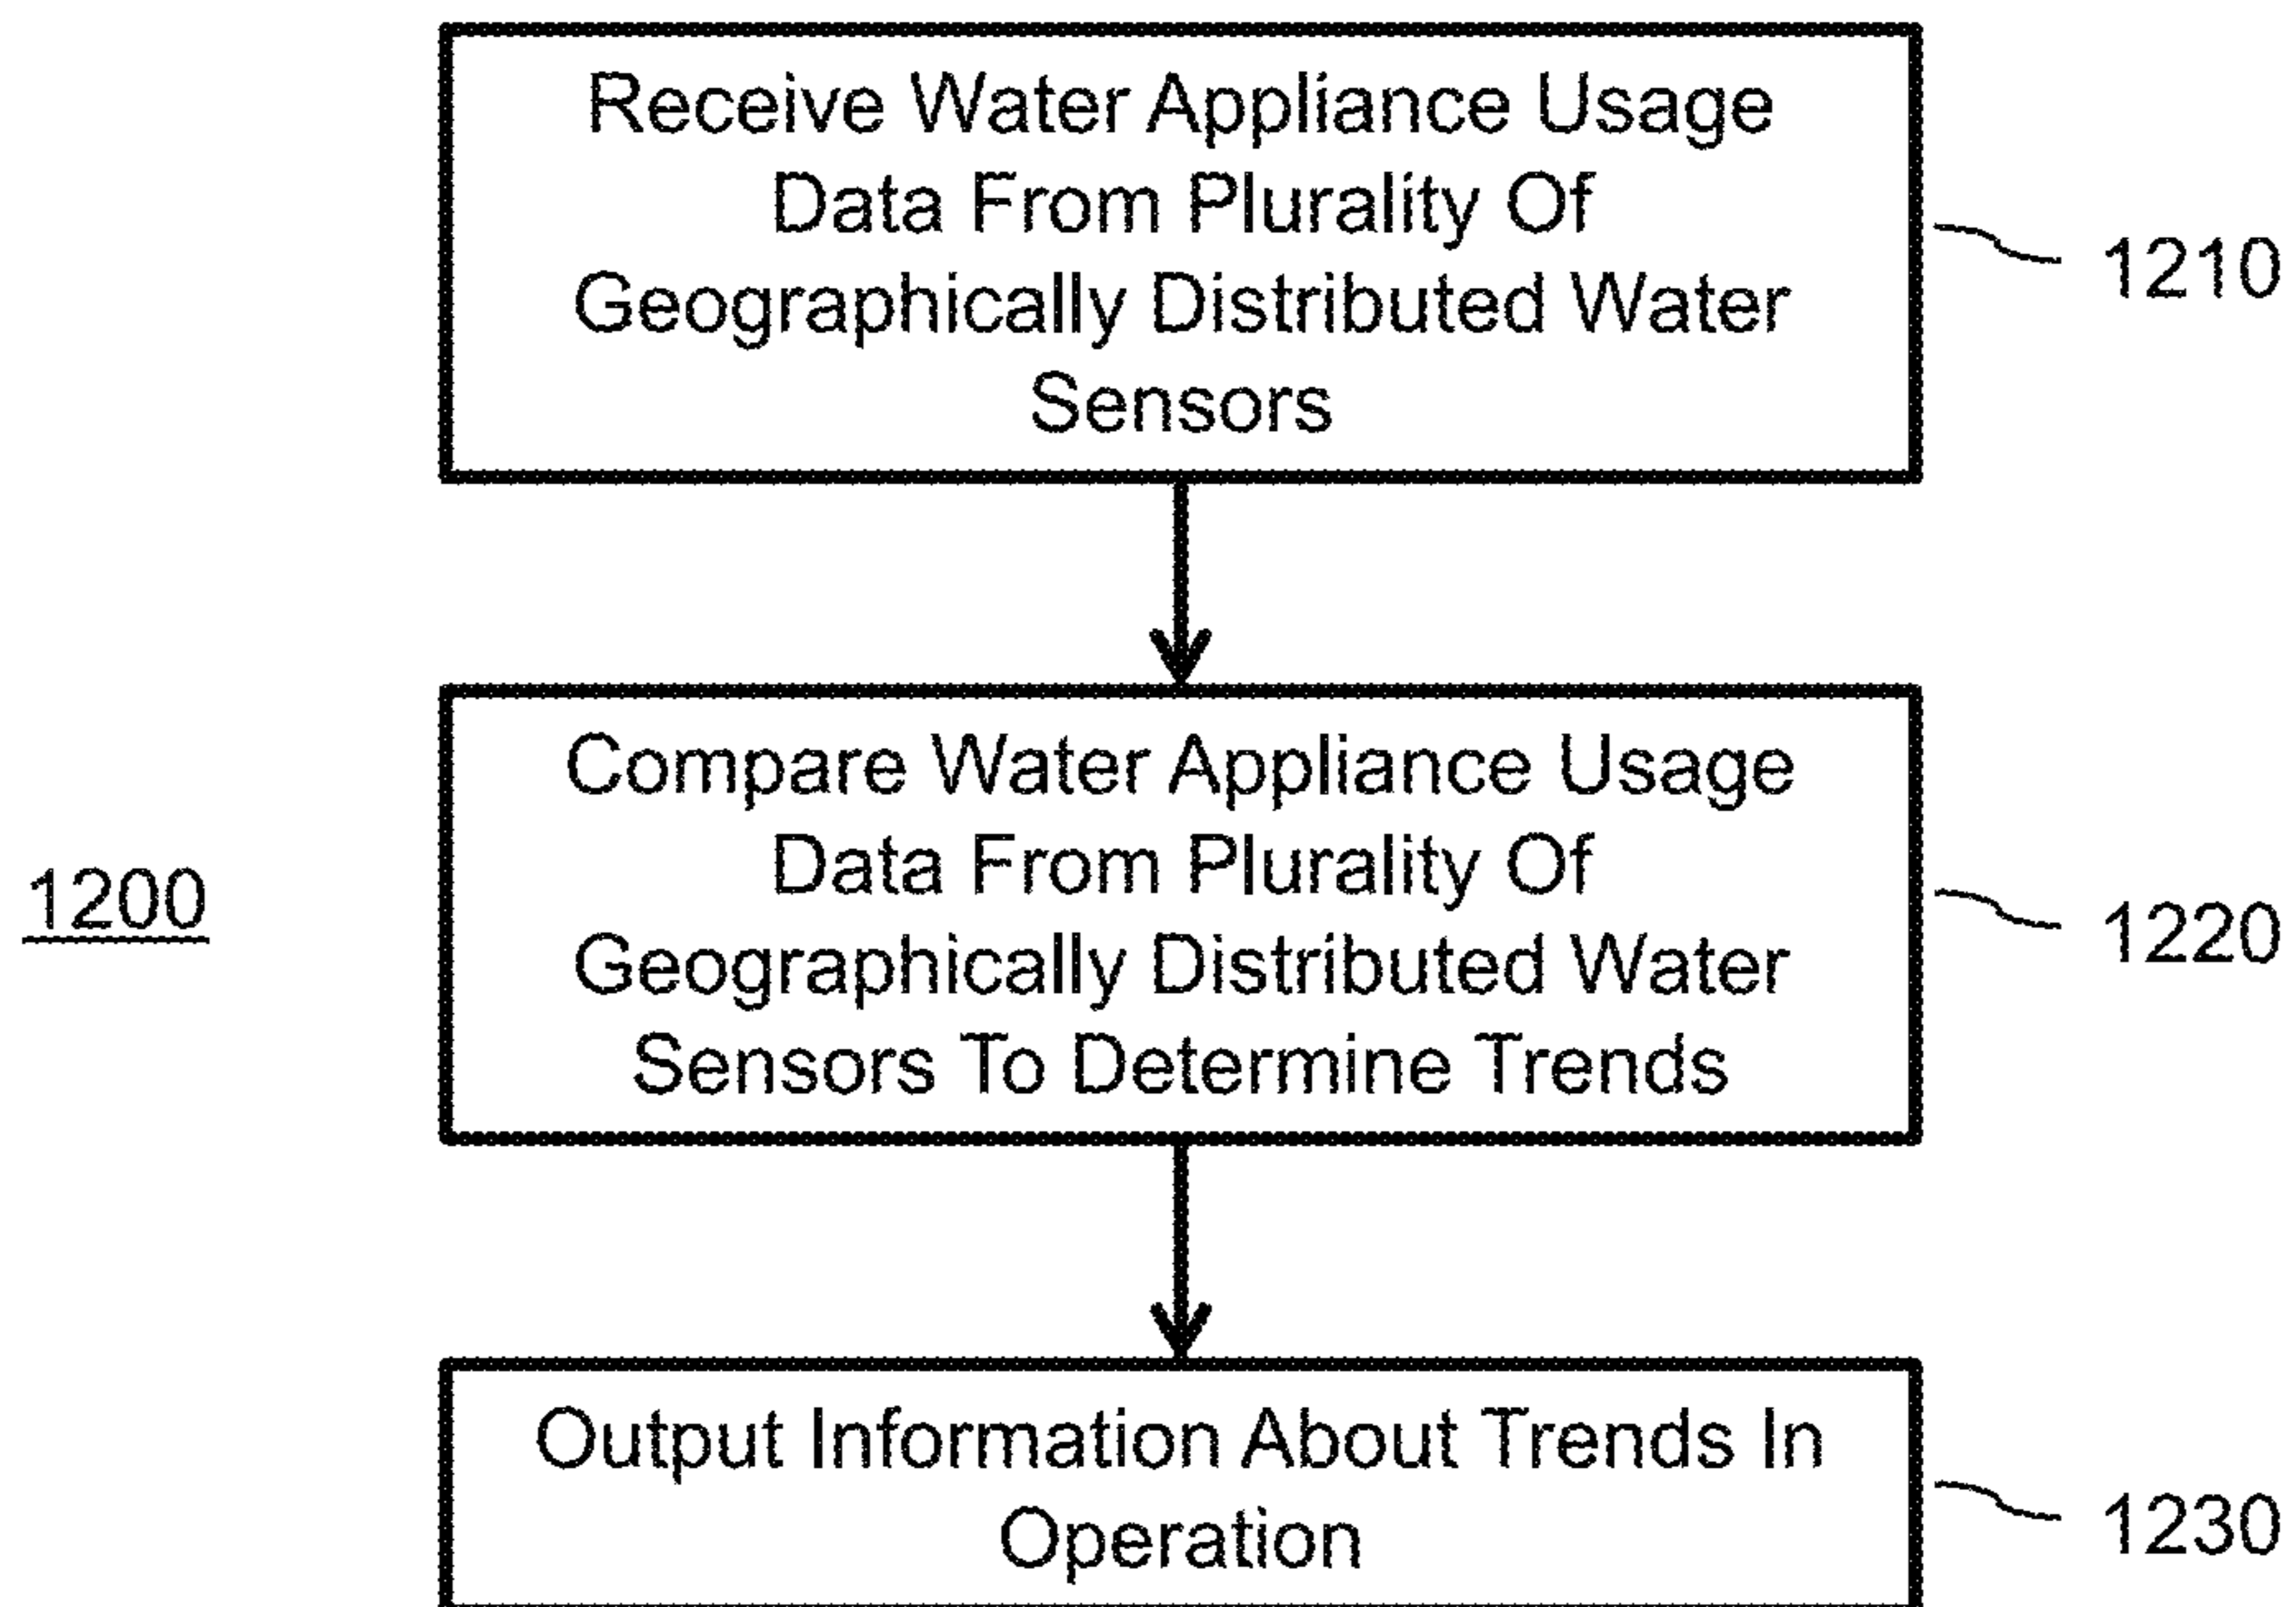 Receive Water Appliance Usage
Data From Plurality Of
Geographically Distributed Water
Sensors
1210
Compare Water Appliance Usage
Data From Plurality Of
Geographically Distributed Water
Sensors To Determine Trends
1220
1200
Output Information About Trends In
Operation
1230